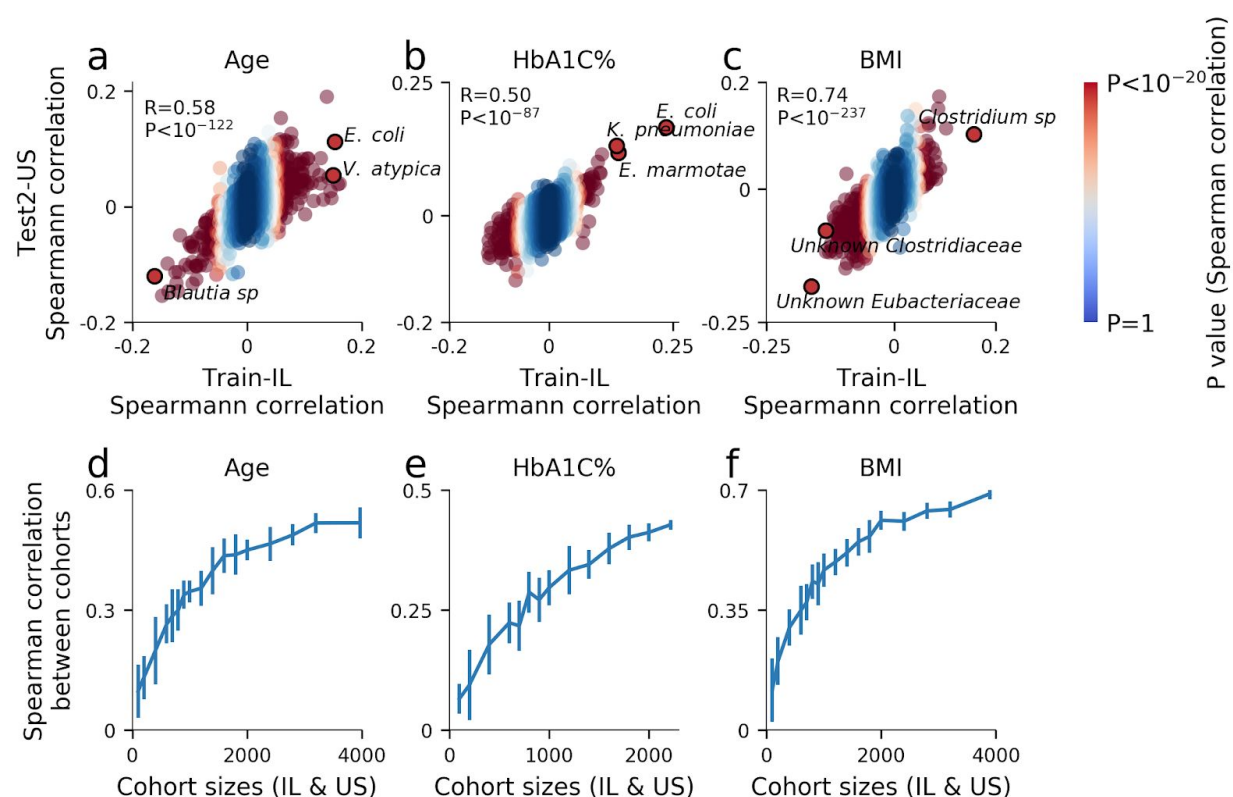 a
Age
b
HbA1C%
c
BMI
Test2-US
Spearmann correlation
0.2
0
-0.2
R=0.58
P<10⁻¹²²
E. coli
V. atypica
Blautia sp
-0.2
0
0.2
Train-IL
Spearmann correlation
0.25
0
-0.2
R=0.50
P<10⁻⁸⁷
E. coli
K. pneumoniae
E. marmotae
-0.2
0
0.25
Train-IL
Spearmann correlation
0.2
0
-0.25
R=0.74
P<10⁻²³⁷
Clostridium sp
Unknown Clostridiaceae
Unknown Eubacteriaceae
-0.25
0
0.2
Train-IL
Spearmann correlation
P<10⁻²⁰
P=1
P value (Spearman correlation)
d
Age
e
HbA1C%
f
BMI
Spearman correlation
between cohorts
0.6
0.3
0
0
2000
4000
Cohort sizes (IL & US)
0.5
0.25
0
0
1000
2000
Cohort sizes (IL & US)
0.7
0.35
0
0
2000
4000
Cohort sizes (IL & US)